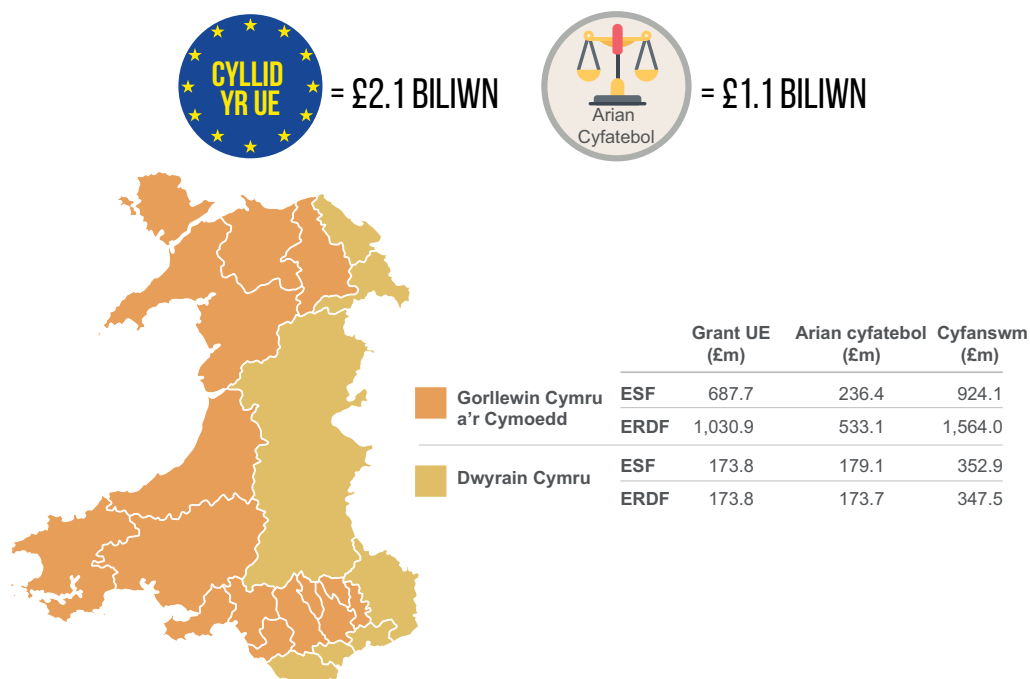 CYLLID
YR UE
= £2.1 BILIWN
Arian
Cyfatebol
= £1.1 BILIWN
Grant UE
(£m)
Arian cyfatebol
(£m)
Cyfanswm
(£m)
Gorllewin Cymru
a’r Cymoedd
ESF 687.7 236.4 924.1
ERDF 1,030.9 533.1 1,564.0
Dwyrain Cymru
ESF 173.8 179.1 352.9
ERDF 173.8 173.7 347.5